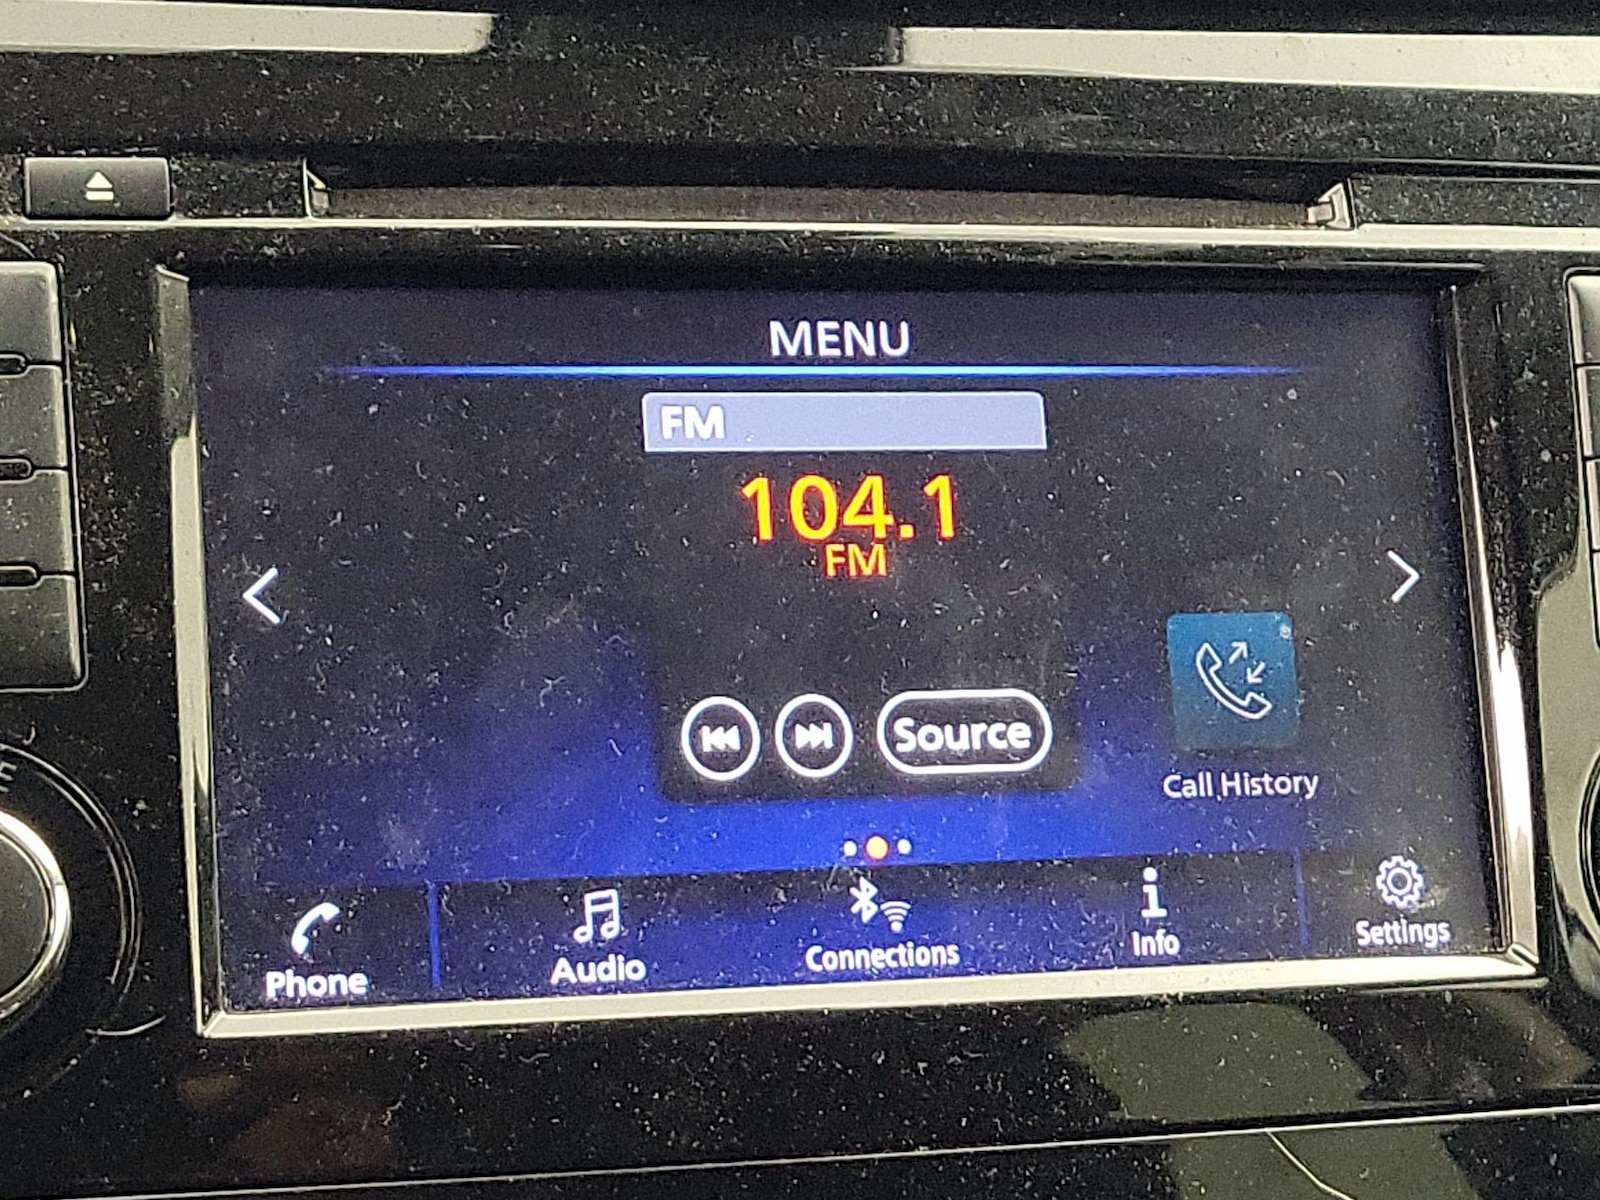 MENU
FM
104.1
FM
Source
Call History
Phone
Audio
Connections
Info
Settings